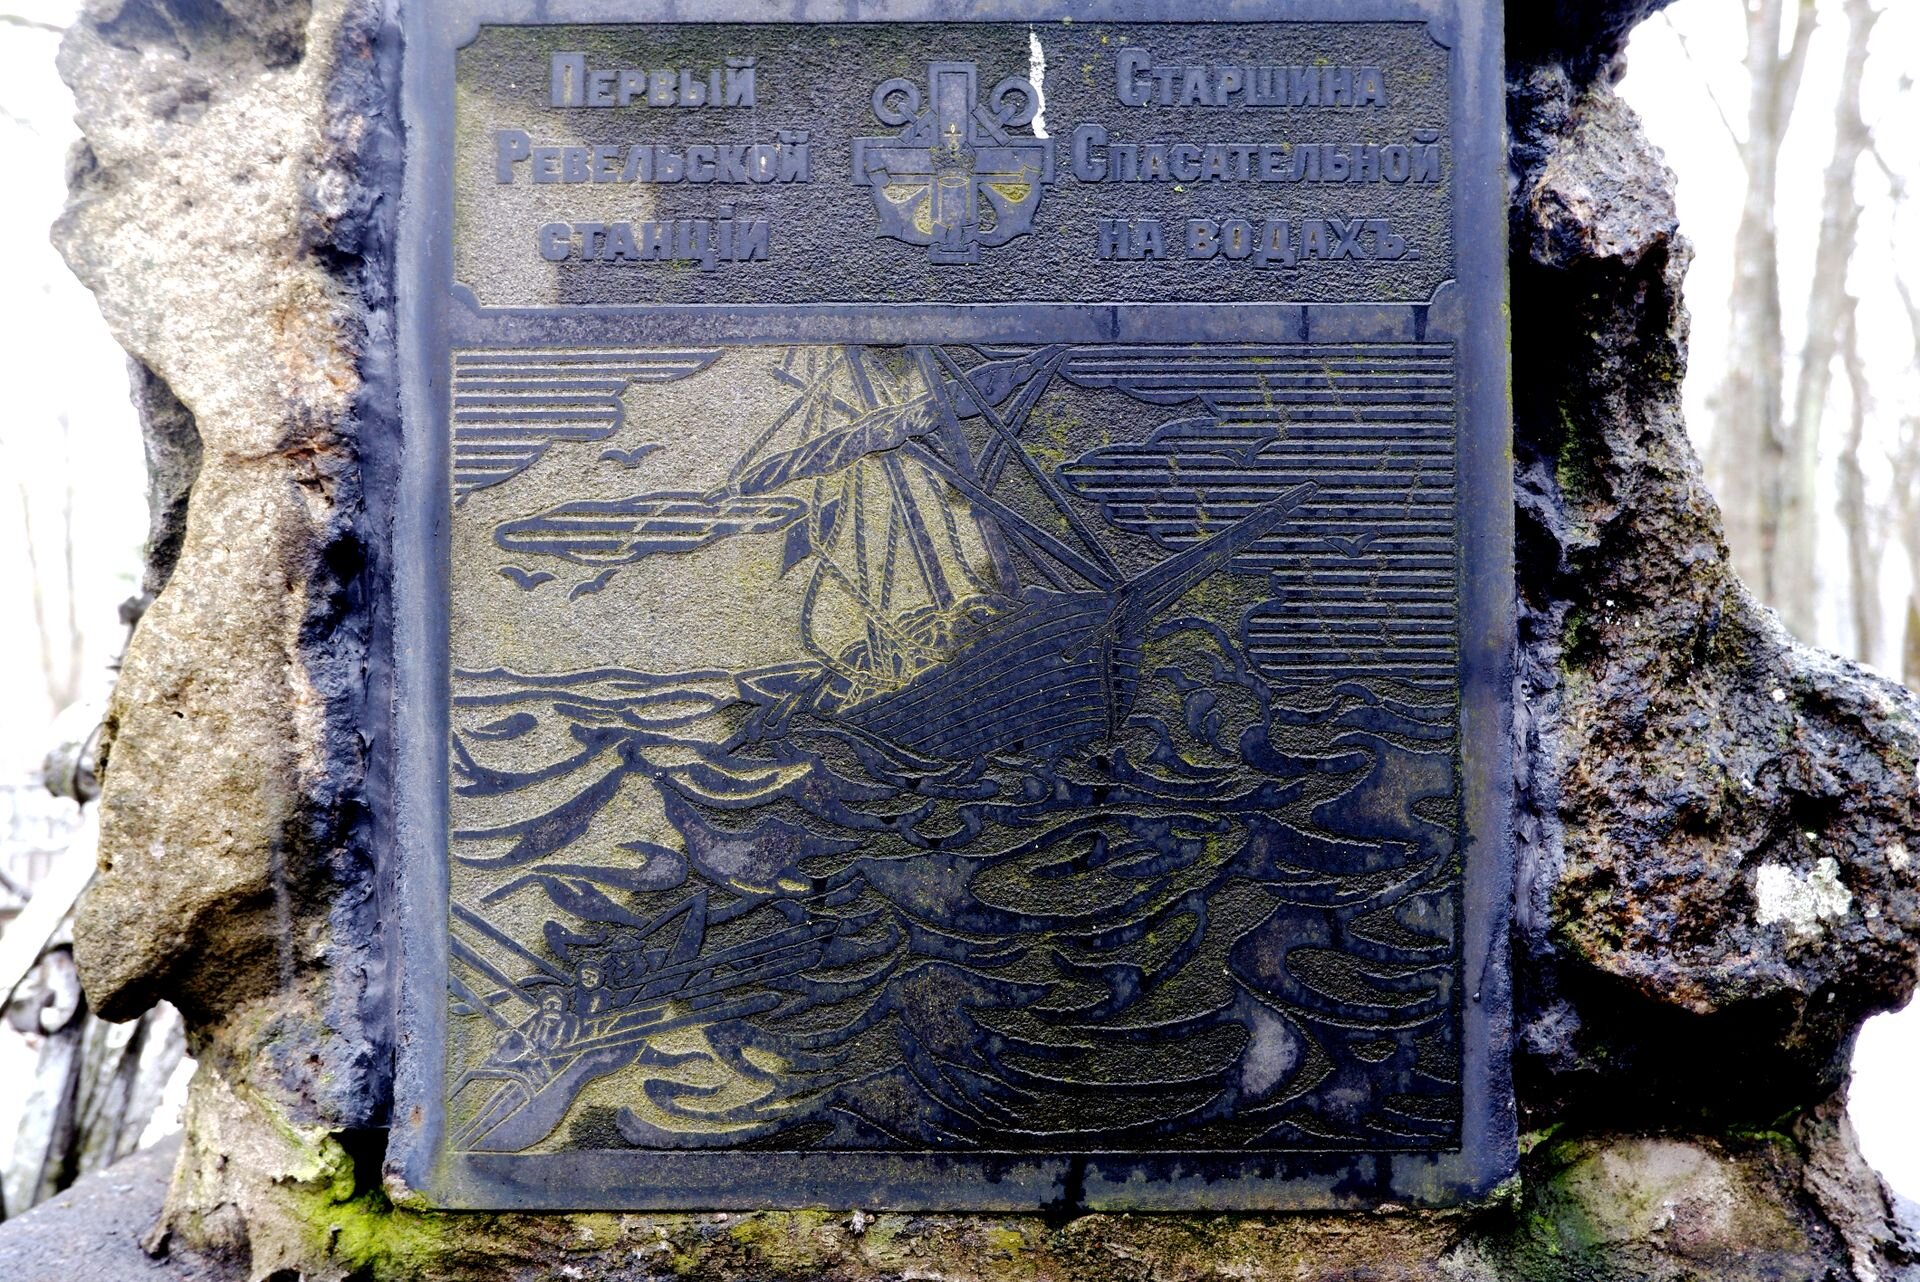 Первый Старшина
Ревельской Спасательной
станціи на водахъ.